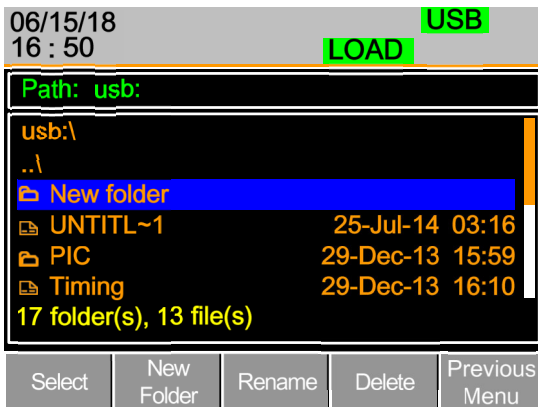 06/15/18
USB
16 : 50
LOAD
Path: usb:
usb:\
..\
New folder
UNTITL~1 25-Jul-14 03:16
PIC 29-Dec-13 15:59
Timing 29-Dec-13 16:10
17 folder(s), 13 file(s)
Select
New
Folder
Rename
Delete
Previous
Menu